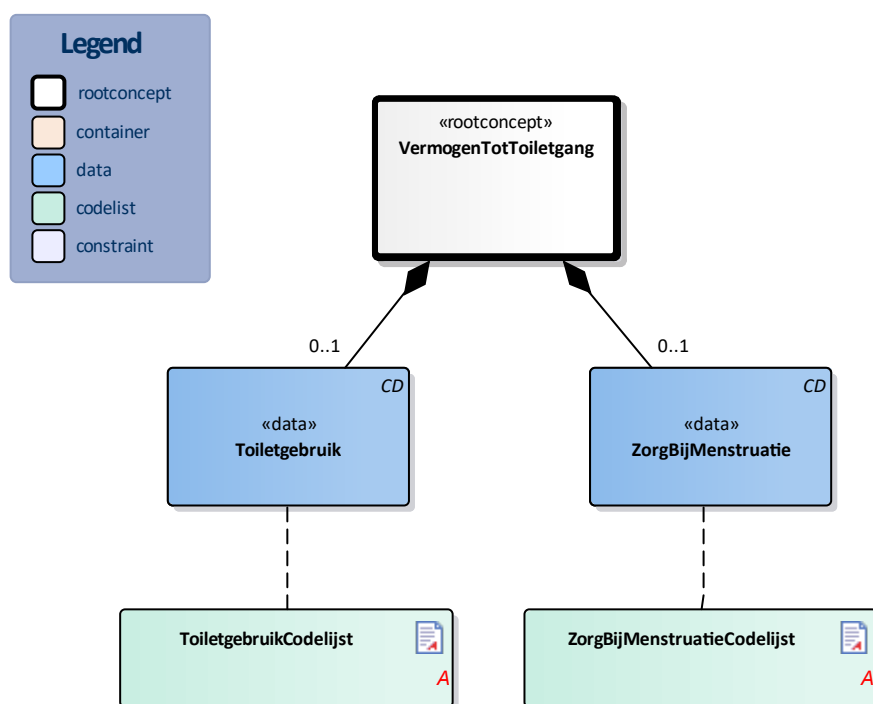 Legend
rootconcept
container
data
codelist
constraint
«rootconcept»
VermogenTotToiletgang
0..1
0..1
CD
«data»
Toiletgebruik
CD
«data»
ZorgBijMenstruatie
ToiletgebruikCodelijst
A
ZorgBijMenstruatieCodelijst
A